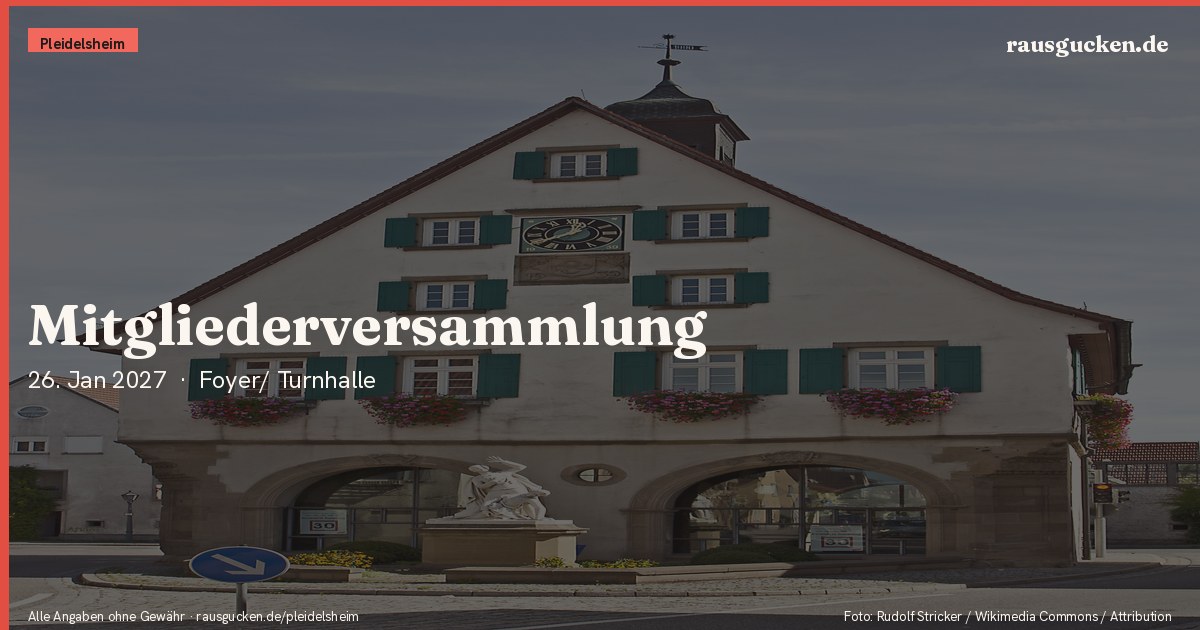 Pleidelsheim
rausgucken.de
Mitgliederversammlung
26. Jan 2027 · Foyer/ Turnhalle
30
Alle Angaben ohne Gewähr · rausgucken.de/pleidelsheim
Foto: Rudolf Stricker / Wikimedia Commons / Attribution